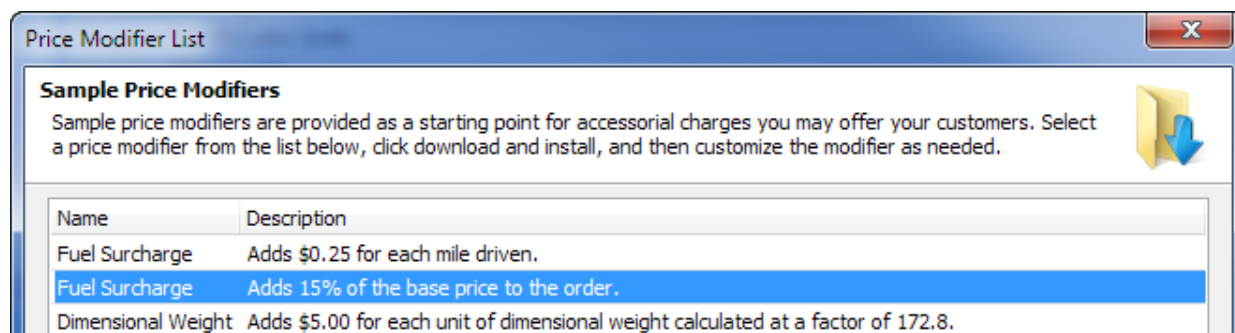 Price Modifier List
Sample Price Modifiers
Sample price modifiers are provided as a starting point for accessorial charges you may offer your customers. Select
a price modifier from the list below, click download and install, and then customize the modifier as needed.
Name Description
Fuel Surcharge Adds $0.25 for each mile driven.
Fuel Surcharge Adds 15% of the base price to the order.
Dimensional Weight Adds $5.00 for each unit of dimensional weight calculated at a factor of 172.8.